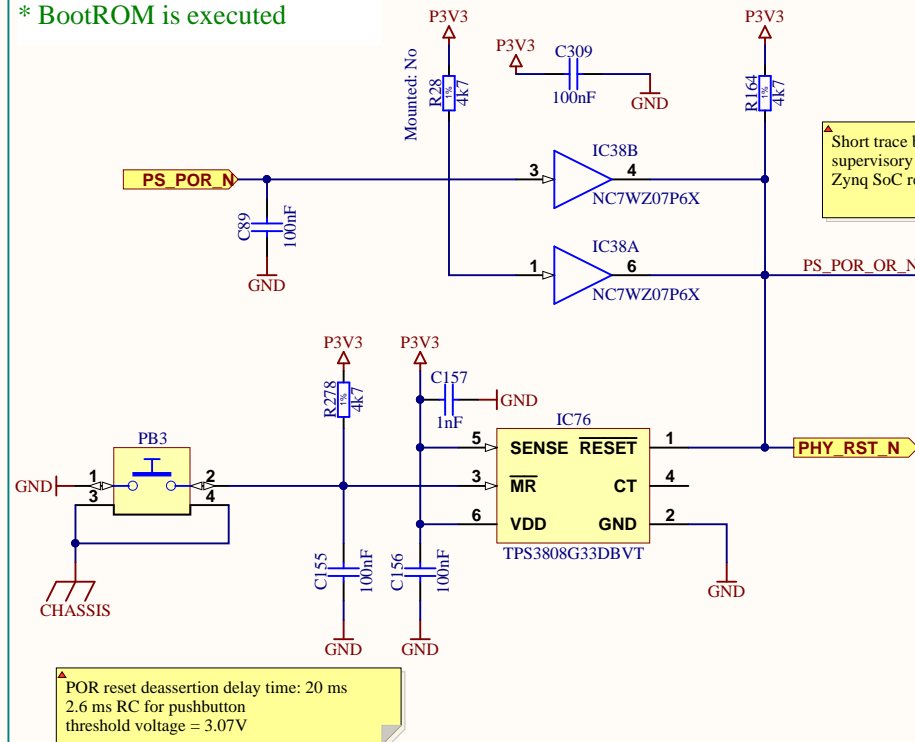 * BootROM is executed
P3V3
P3V3
P3V3
Mounted: No
R28
1%
4k7
C309
100nF
GND
R164
1%
4k7
Short trace
supervisory
Zynq SoC
PS_POR_N
C89
100nF
GND
3
IC38B
4
NC7WZ07P6X
1
IC38A
6
NC7WZ07P6X
PS_POR_OR_N
P3V3
P3V3
R278
1%
4k7
C157
1nF
GND
IC76
5
SENSE
RESET
1
PHY_RST_N
3
MR
CT
4
6
VDD
GND
2
TPS3808G33DBVT
GND
PB3
GND
1
2
3
4
CHASSIS
C155
100nF
GND
C156
100nF
GND
POR reset deassertion delay time: 20 ms
2.6 ms RC for pushbutton
threshold voltage = 3.07V